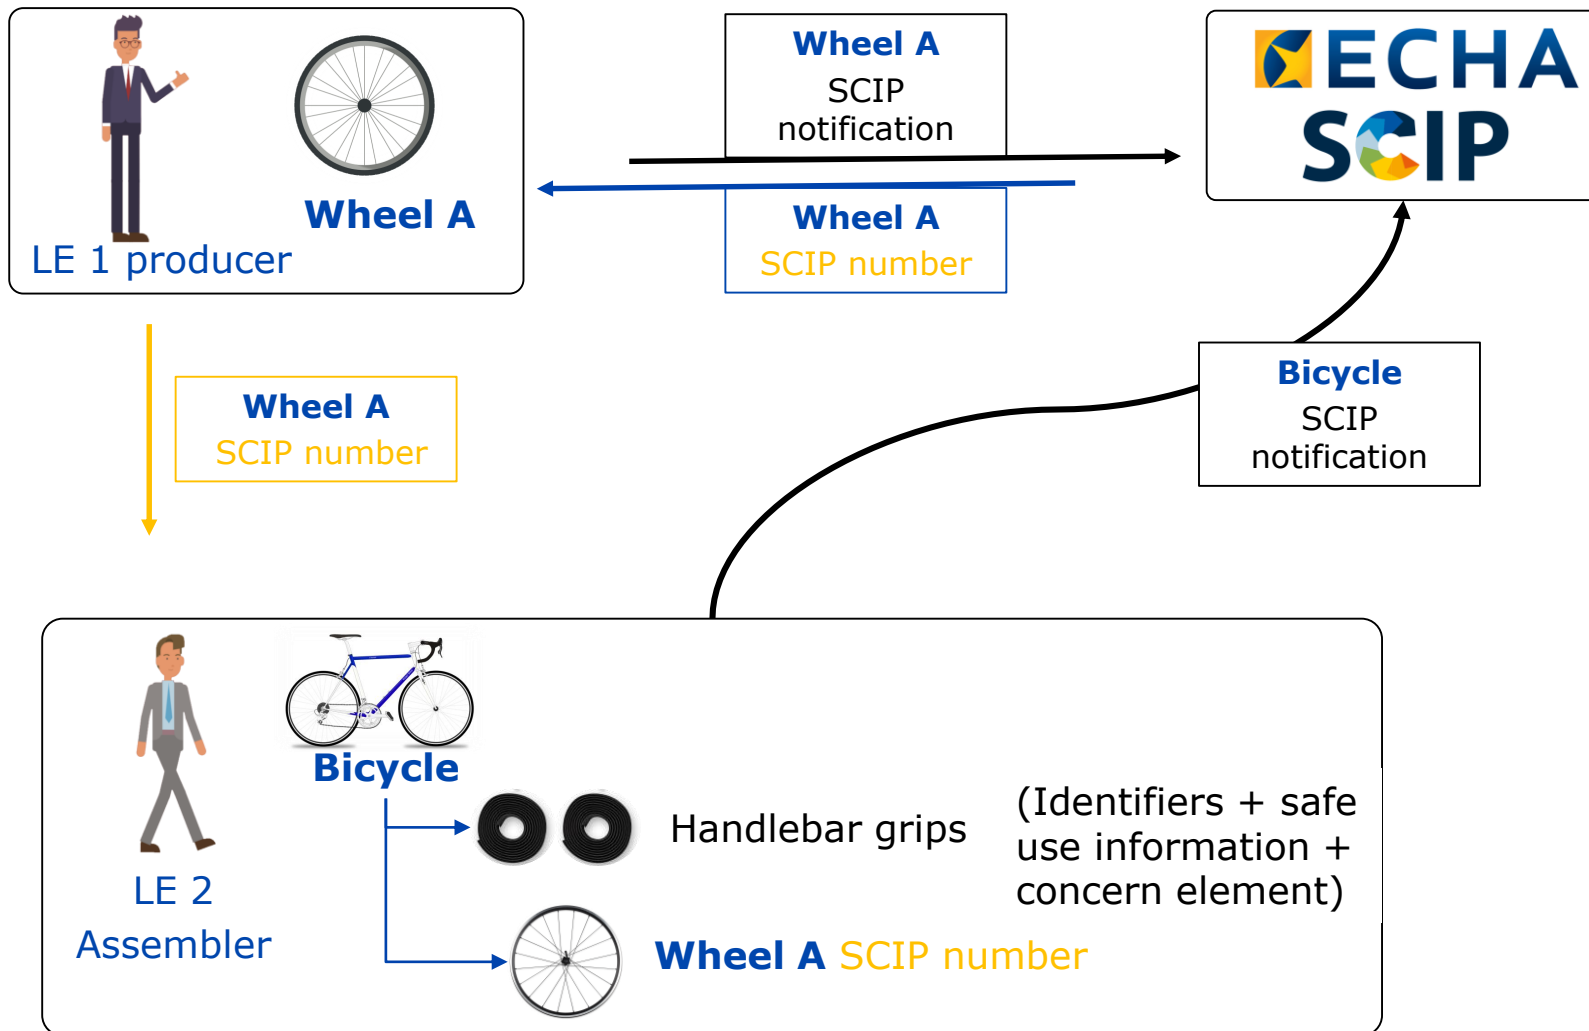 Wheel A
LE 1 producer
Wheel A
SCIP
notification
Wheel A
SCIP number
ECHA
SCIP
Wheel A
SCIP number
Bicycle
SCIP
notification
Bicycle
LE 2
Assembler
Handlebar grips
(Identifiers + safe
use information +
concern element)
Wheel A SCIP number